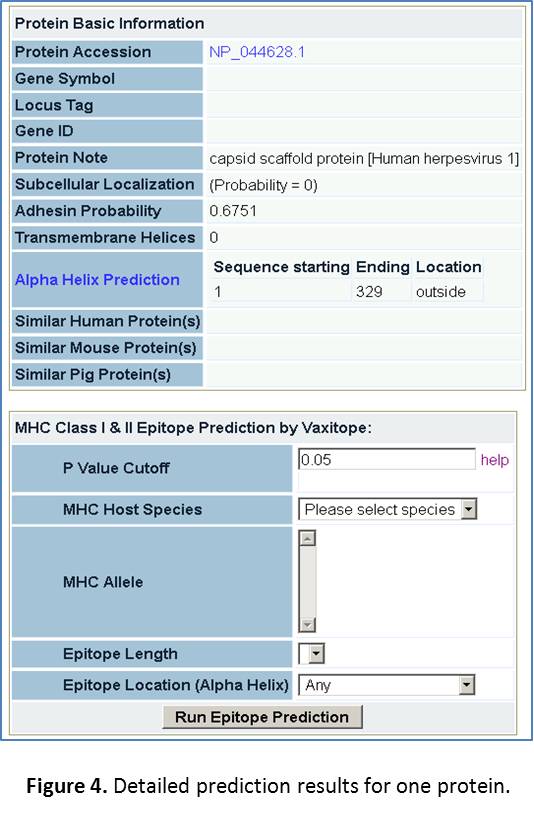 Protein Basic Information
Protein Accession NP_044628.1
Gene Symbol
Locus Tag
Gene ID
Protein Note capsid scaffold protein [Human herpesvirus 1]
Subcellular Localization (Probability = 0)
Adhesin Probability 0.6751
Transmembrane Helices 0
Alpha Helix Prediction
Sequence starting Ending Location
1 329 outside
Similar Human Protein(s)
Similar Mouse Protein(s)
Similar Pig Protein(s)
MHC Class I & II Epitope Prediction by Vaxitope:
P Value Cutoff 0.05 help
MHC Host Species Please select species
MHC Allele
Epitope Length
Epitope Location (Alpha Helix) Any
Run Epitope Prediction
Figure 4. Detailed prediction results for one protein.